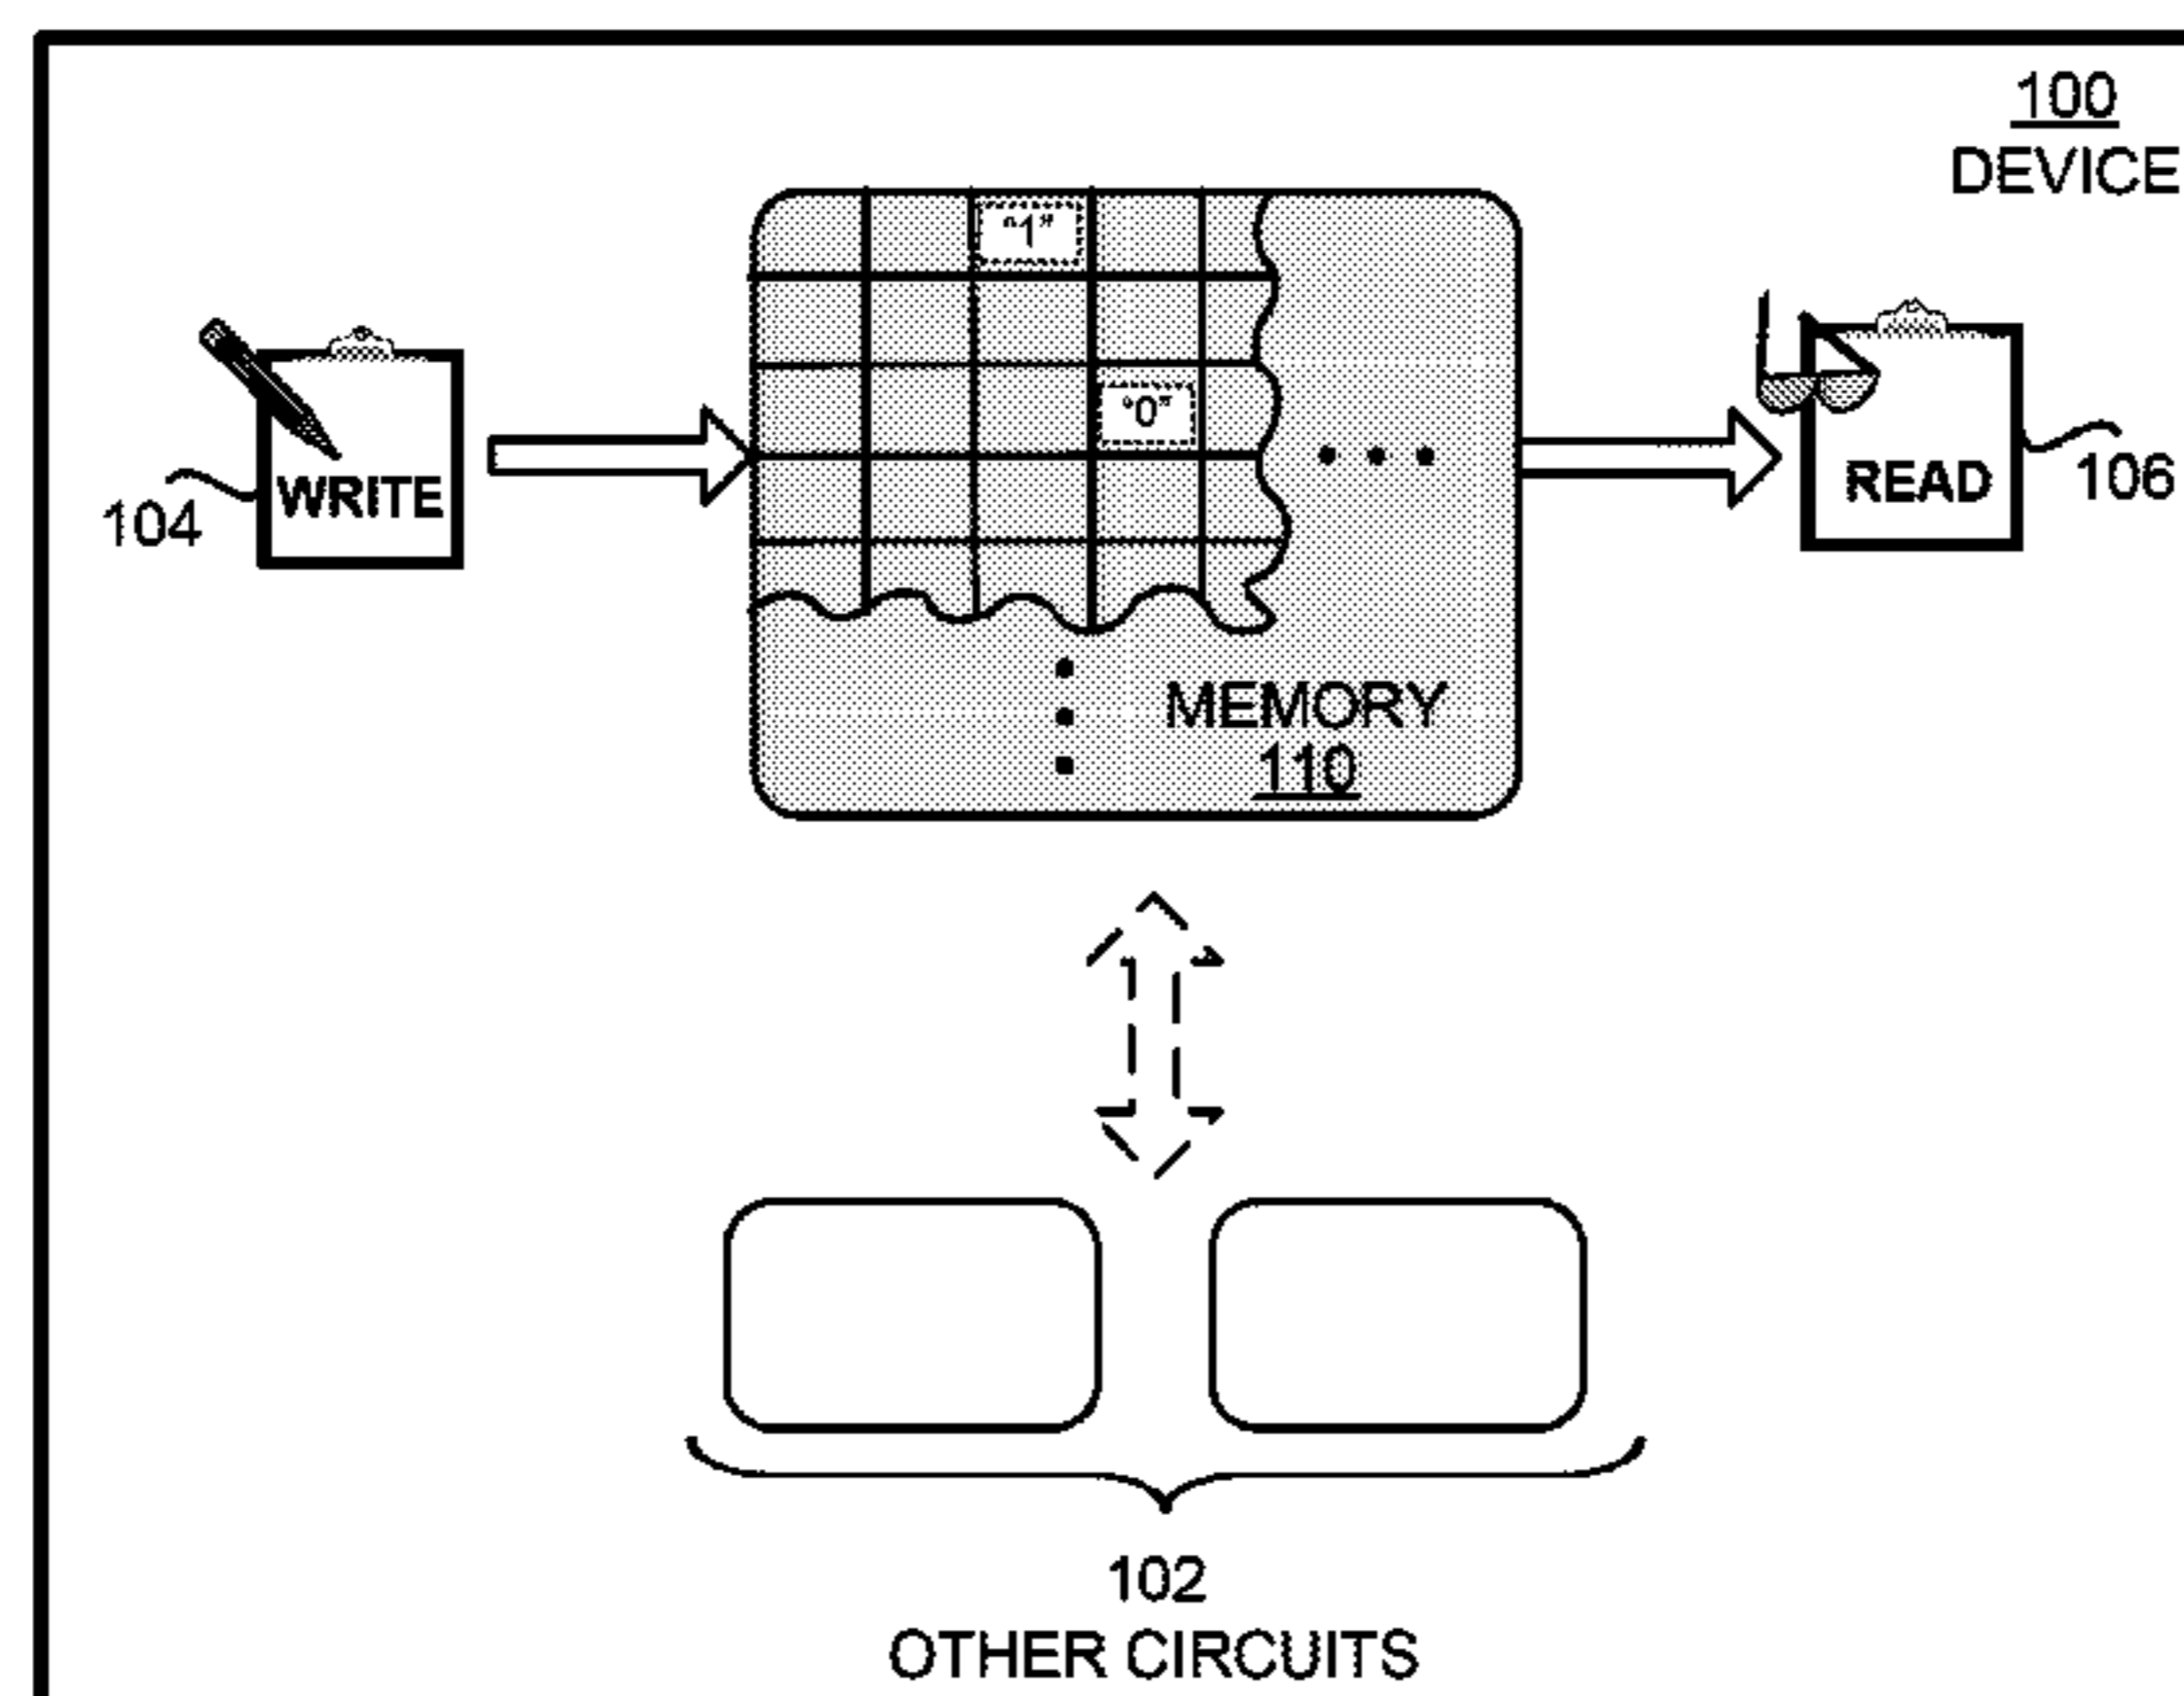 100
DEVICE
"1"
"0"
WRITE
104
READ
106
MEMORY
110
102
OTHER CIRCUITS